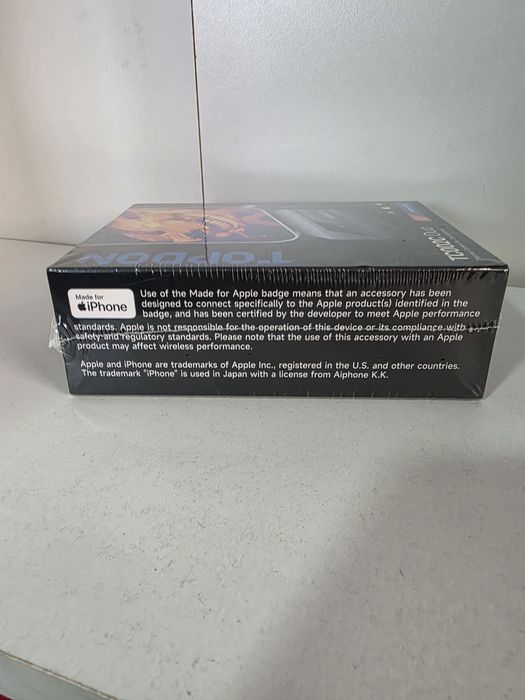 TOPDON
TC002C DUO
Made for
iPhone
Use of the Made for Apple badge means that an accessory has been
designed to connect specifically to the Apple product(s) identified in the
badge, and has been certified by the developer to meet Apple performance
standards. Apple is not responsible for the operation of this device or its compliance with
safety and regulatory standards. Please note that the use of this accessory with an Apple
product may affect wireless performance.
Apple and iPhone are trademarks of Apple Inc., registered in the U.S. and other countries.
The trademark "iPhone" is used in Japan with a license from Aiphone K.K.